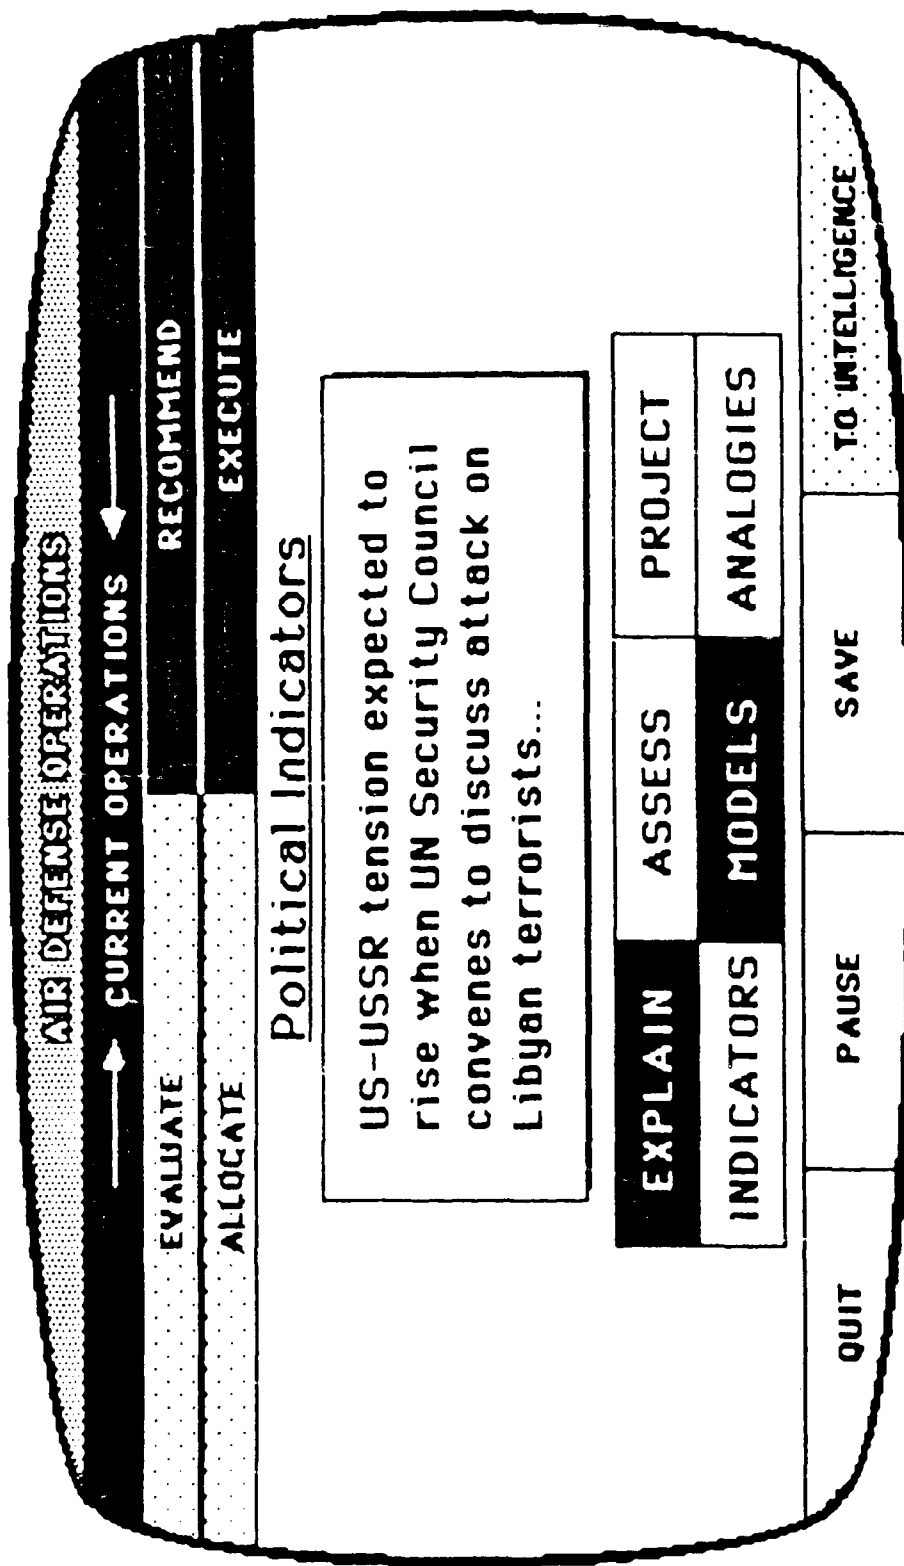 AIR DEFENSE OPERATIONS
CURRENT OPERATIONS
EVALUATE RECOMMEND
ALLOCATE EXECUTE
Political Indicators
US-USSR tension expected to
rise when UN Security Council
convenes to discuss attack on
Libyan terrorists...
EXPLAIN ASSESS PROJECT
INDICATORS MODELS ANALOGIES
QUIT PAUSE SAVE TO INTELLIGENCE